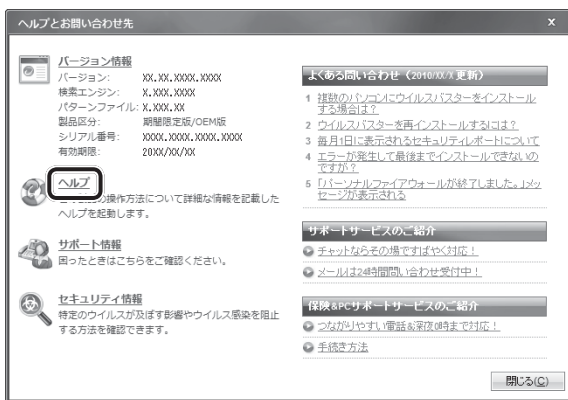 ヘルプとお問い合わせ先
x
バージョン情報
バージョン: XX.XX.XXXX.XXXX
検索エンジン: X.XXX.XXXX
パターンファイル: X.XXX.XX
製品区分: 期間限定版/OEM版
シリアル番号: XXXX.XXXX.XXXX.XXXX
有効期限: 20XX/XX/XX
ヘルプ
の操作方法について詳細な情報を記載した
ヘルプを起動します。
サポート情報
困ったときはこちらをご確認ください。
セキュリティ情報
特定のウイルスが及ぼす影響やウイルス感染を阻止
する方法を確認できます。
よくある問い合わせ（2010/XX/X 更新）
1 複数のパソコンにウイルスバスターをインストール
する場合は?
2 ウイルスバスターを再インストールするには?
3 毎月1日に表示されるセキュリティレポートについて
4 エラーが発生して最後までインストールできないの
ですが?
5 「パーソナルファイアウォールが終了しました。」メッ
セージが表示される
サポートサービスのご紹介
チャットならその場ですばやく対応!
メールは24時間問い合わせ受付中!
保険&PCサポートサービスのご紹介
つながりやすい電話&深夜0時まで対応!
手続き方法
閉じる(C)